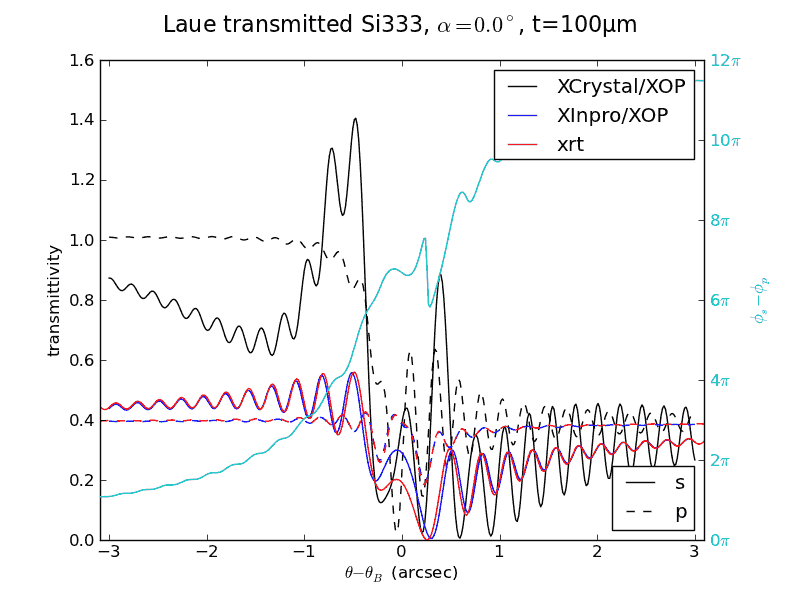 Laue transmitted Si333, α=0.0°, t=100μm
1.6
1.4
1.2
1.0
0.8
0.6
0.4
0.2
0.0
transmittivity
12π
10π
8π
6π
4π
2π
0π
ϕs−ϕp
XCrystal/XOP
XInpro/XOP
xrt
s
p
−3
−2
−1
0
1
2
3
θ−θB (arcsec)